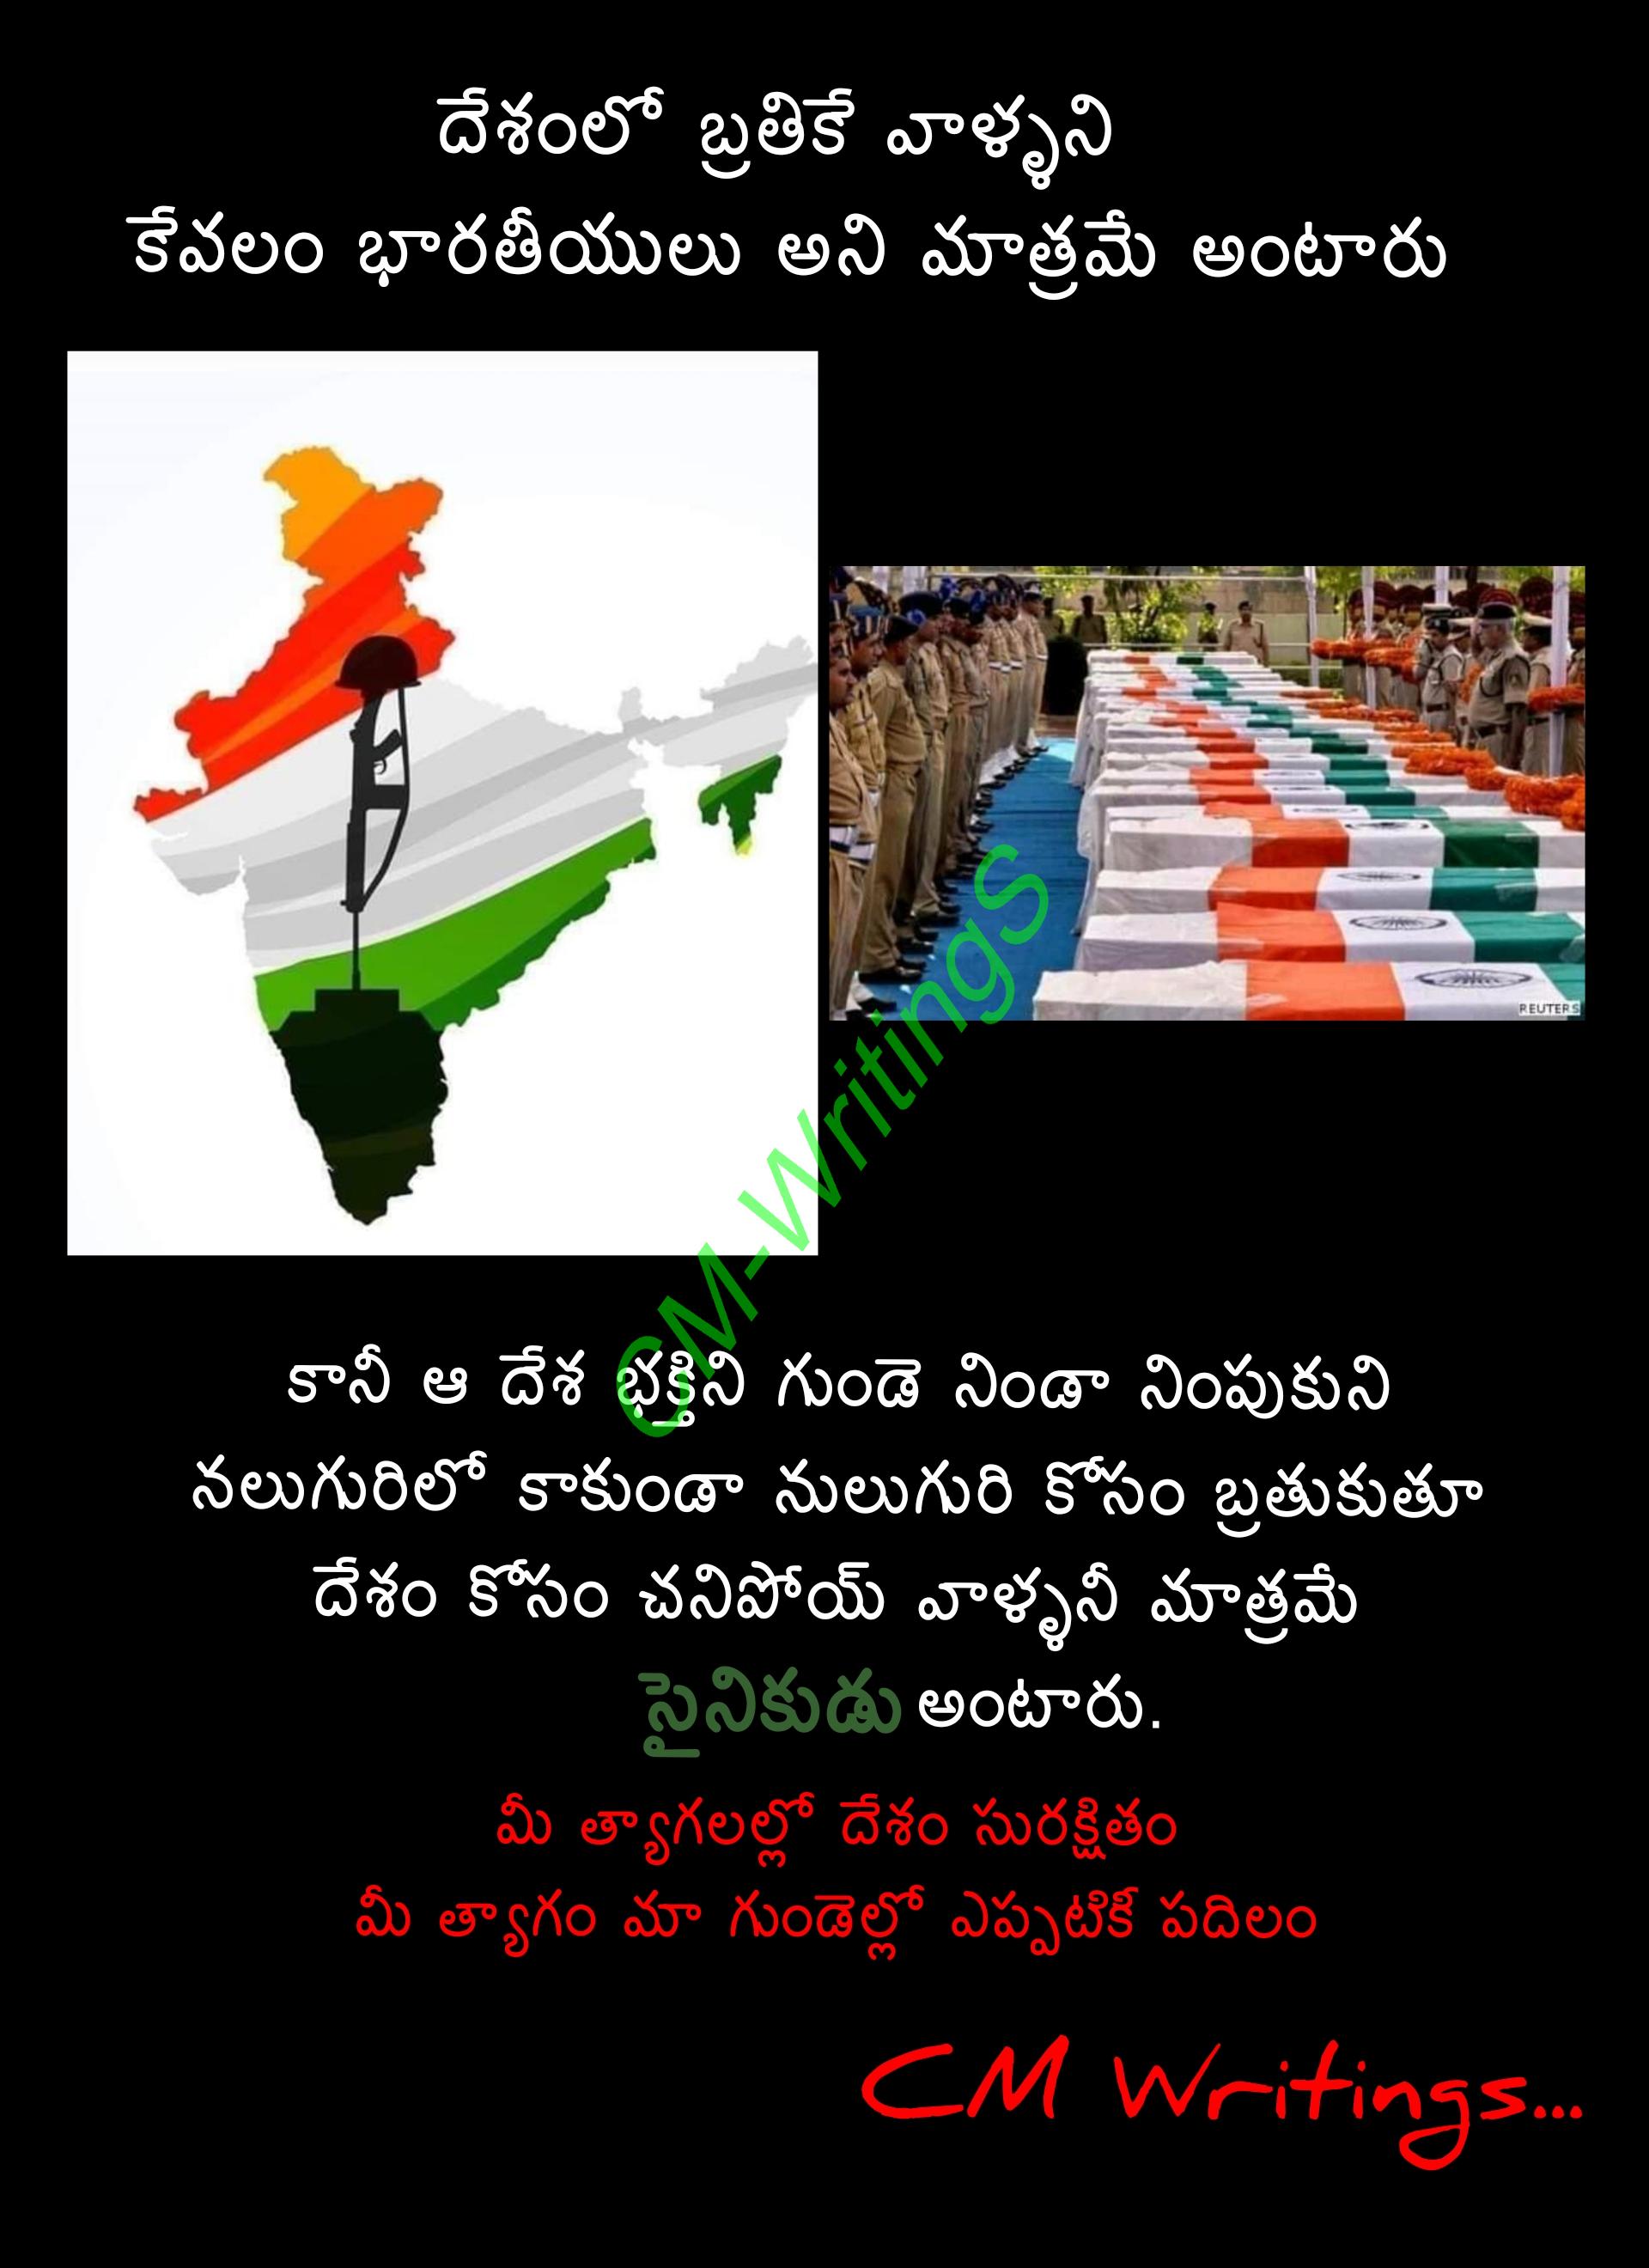 దేశంలో బ్రతికే వాళ్ళని
కేవలం భారతీయులు అని మాత్రమే అంటారు
REUTERS
CM-Writings
కానీ ఆ దేశ భక్తిని గుండె నిండా నింపుకుని
నలుగురిలో కాకుండా నులుగురి కోసం బ్రతుకుతూ
దేశం కోసం చనిపోయ్ వాళ్ళనీ మాత్రమే
సైనికుడు అంటారు.
మీ త్యాగలల్లో దేశం సురక్షితం
మీ త్యాగం మా గుండెల్లో ఎప్పటికీ పదిలం
CM Writings...